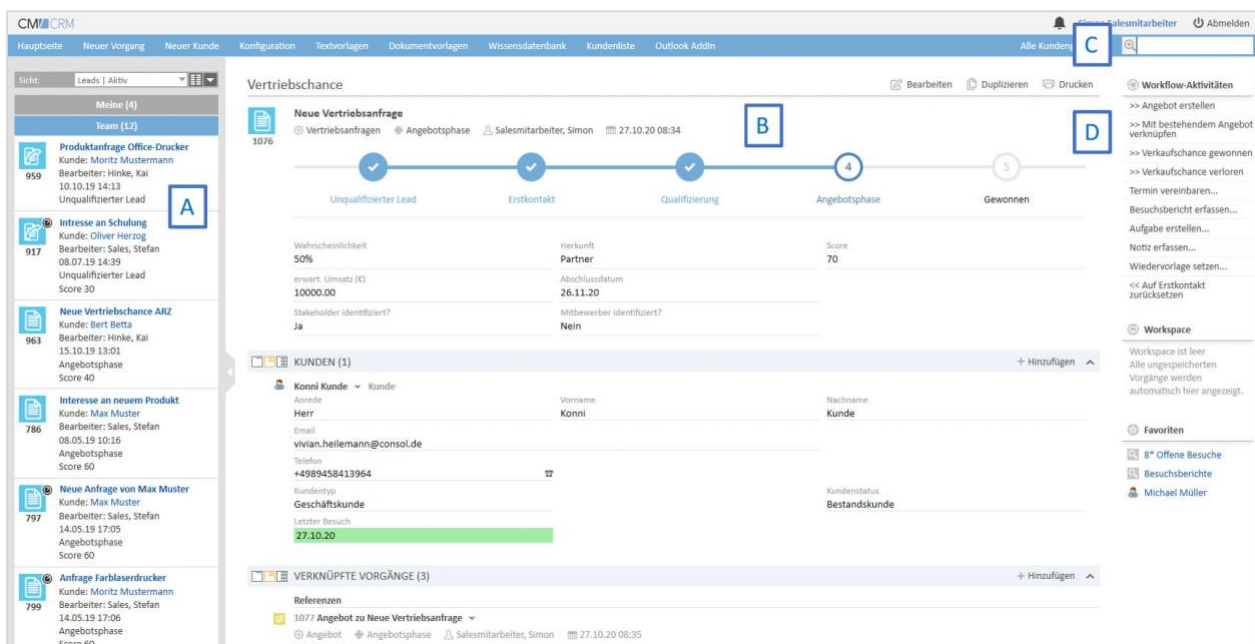 CM/CRM
Simon Salesmitarbeiter
Abmelden
Hauptseite Neuer Vorgang Neuer Kunde Konfiguration Textvorlagen Dokumentvorlagen Wissensdatenbank Kundenliste Outlook AddIn
C
Sicht:
Leads | Aktiv
Meine (4)
Team (12)
959
Produktanfrage Office-Drucker
Kunde: Moritz Mustermann
Bearbeiter: Hinke, Kai
10.10.19 14:13
Unqualifizierter Lead
A
917
Intresse an Schulung
Kunde: Oliver Herzog
Bearbeiter: Sales, Stefan
08.07.19 14:39
Unqualifizierter Lead
Score 30
963
Neue Vertriebschance ARZ
Kunde: Bert Betta
Bearbeiter: Hinke, Kai
15.10.19 13:01
Angebotsphase
Score 40
786
Interesse an neuem Produkt
Kunde: Max Muster
Bearbeiter: Sales, Stefan
08.05.19 10:16
Angebotsphase
Score 60
797
Neue Anfrage von Max Muster
Kunde: Max Muster
Bearbeiter: Sales, Stefan
14.05.19 17:05
Angebotsphase
Score 60
799
Anfrage Farblaserdrucker
Kunde: Moritz Mustermann
Bearbeiter: Sales, Stefan
14.05.19 17:06
Angebotsphase
Score 60
Vertriebschance
Bearbeiten Duplizieren Drucken
1076
Neue Vertriebsanfrage
Vertriebsanfragen Angebotsphase Salesmitarbeiter, Simon 27.10.20 08:34
B
4 5
Unqualifizierter Lead Erstkontakt Qualifizierung Angebotsphase Gewonnen
Wahrscheinlichkeit Herkunft Score
50% Partner 70
erwart. Umsatz (€) Abschlussdatum
10000.00 26.11.20
Stakeholder identifiziert? Mitbewerber identifiziert?
Ja Nein
KUNDEN (1) + Hinzufügen
Konni Kunde Kunde
Anrede Vorname Nachname
Herr Konni Kunde
Email
vivian.heilemann@consol.de
Telefon
+4989458413964
Kundentyp Kundenstatus
Geschäftskunde Bestandskunde
Letzter Besuch
27.10.20
VERKNÜPFTE VORGÄNGE (3) + Hinzufügen
Referenzen
1077 Angebot zu Neue Vertriebsanfrage
Angebot Angebotsphase Salesmitarbeiter, Simon 27.10.20 08:35
Workflow-Aktivitäten
D
>> Angebot erstellen
>> Mit bestehendem Angebot
verknüpfen
>> Verkaufschance gewonnen
>> Verkaufschance verloren
Termin vereinbaren...
Besuchsbericht erfassen...
Aufgabe erstellen...
Notiz erfassen...
Wiedervorlage setzen...
<< Auf Erstkontakt
zurücksetzen
Workspace
Workspace ist leer
Alle ungespeicherten
Vorgänge werden
automatisch hier angezeigt.
Favoriten
8* Offene Besuche
Besuchsberichte
Michael Müller